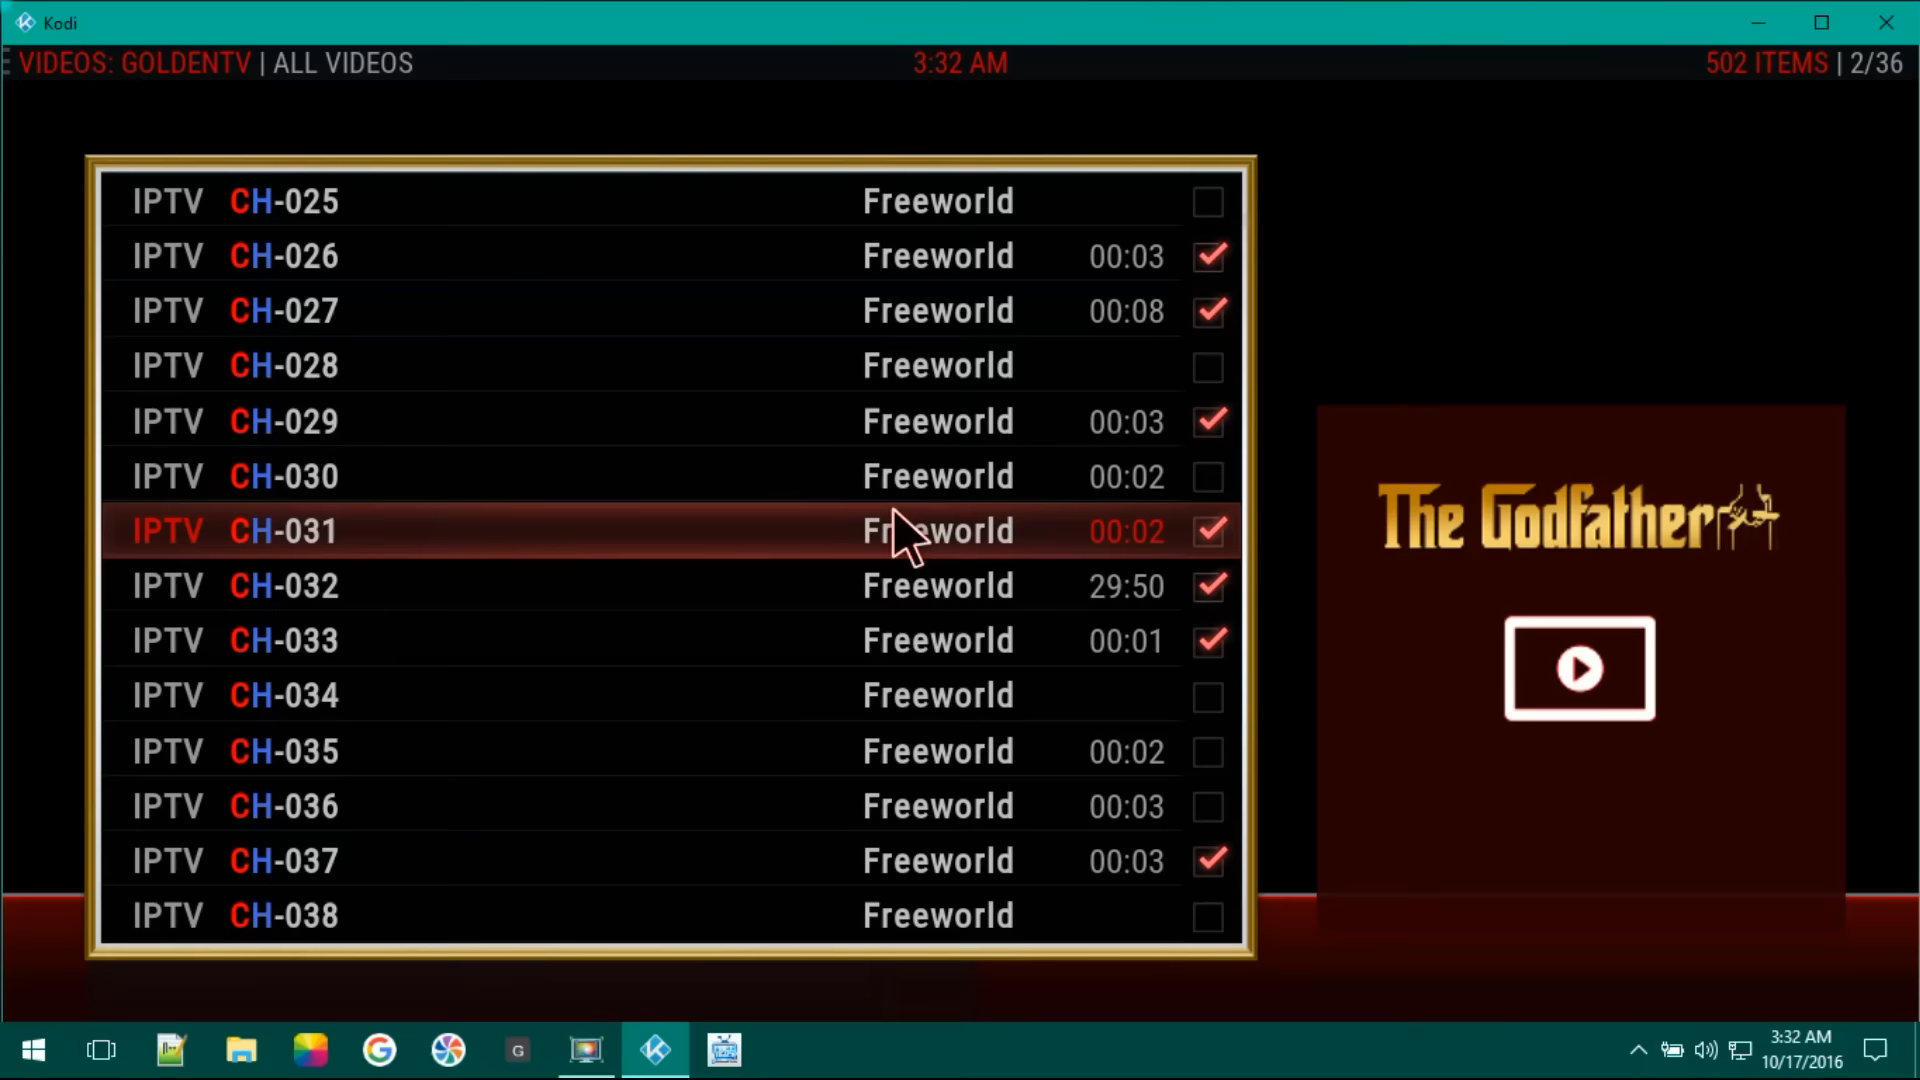 Kodi
VIDEOS: GOLDENTV | ALL VIDEOS 3:32 AM 502 ITEMS | 2/36
IPTV CH-025 Freeworld
IPTV CH-026 Freeworld 00:03
IPTV CH-027 Freeworld 00:08
IPTV CH-028 Freeworld
IPTV CH-029 Freeworld 00:03
IPTV CH-030 Freeworld 00:02
IPTV CH-031 Freeworld 00:02
IPTV CH-032 Freeworld 29:50
IPTV CH-033 Freeworld 00:01
IPTV CH-034 Freeworld
IPTV CH-035 Freeworld 00:02
IPTV CH-036 Freeworld 00:03
IPTV CH-037 Freeworld 00:03
IPTV CH-038 Freeworld
The Godfather
G
G
3:32 AM
10/17/2016